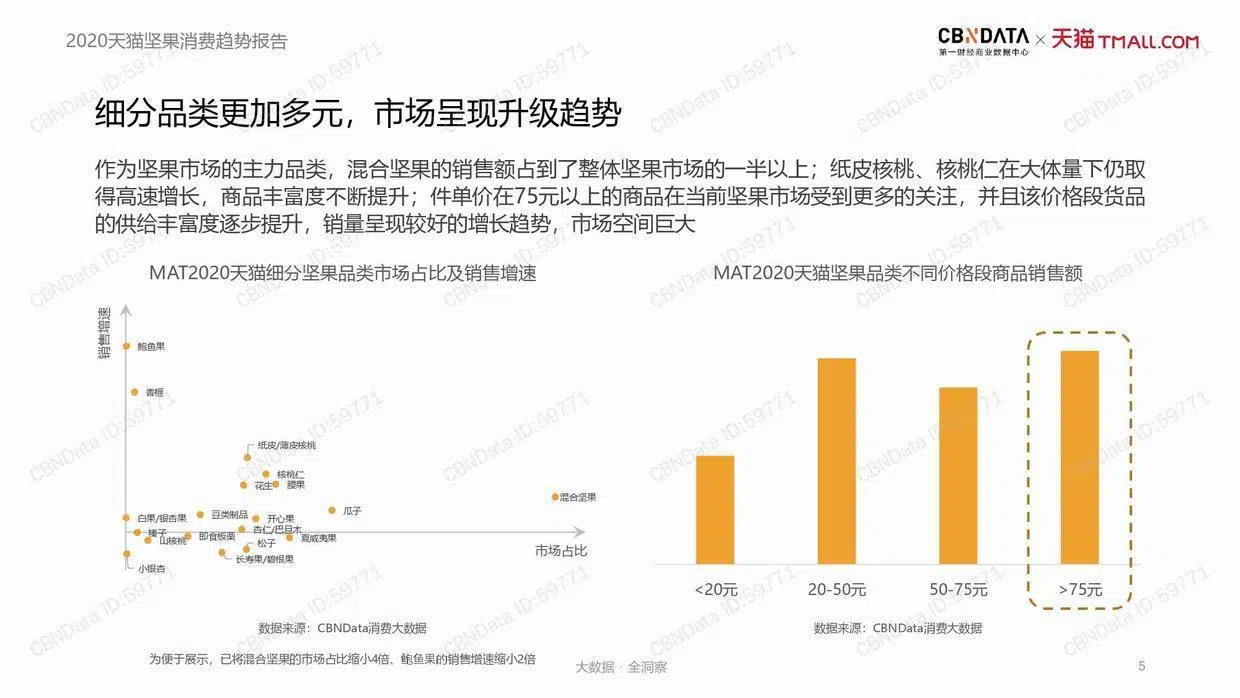 2020天猫坚果消费趋势报告
CBNDATA × 天猫 TMALL.COM
第一财经商业数据中心
细分品类更加多元，市场呈现升级趋势
作为坚果市场的主力品类，混合坚果的销售额占到了整体坚果市场的一半以上；纸皮核桃、核桃仁在大体量下仍取
得高速增长，商品丰富度不断提升；件单价在75元以上的商品在当前坚果市场受到更多的关注，并且该价格段货品
的供给丰富度逐步提升，销量呈现较好的增长趋势，市场空间巨大
MAT2020天猫细分坚果品类市场占比及销售增速
销售增速
鲍鱼果
香榧
纸皮/薄皮核桃
核桃仁
花生
腰果
混合坚果
瓜子
白果/银杏果
豆类制品
开心果
杏仁/巴旦木
榛子
山核桃
即食板栗
夏威夷果
松子
长寿果/碧根果
小银杏
市场占比
数据来源：CBNData消费大数据
为便于展示，已将混合坚果的市场占比缩小4倍、鲍鱼果的销售增速缩小2倍
MAT2020天猫坚果品类不同价格段商品销售额
<20元
20-50元
50-75元
>75元
数据来源：CBNData消费大数据
大数据 · 全洞察
5
CBNData ID:59771